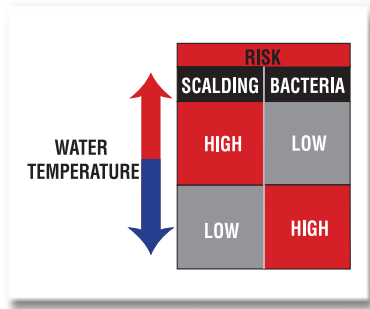 RISK
SCALDING BACTERIA
HIGH LOW
WATER
TEMPERATURE
LOW HIGH